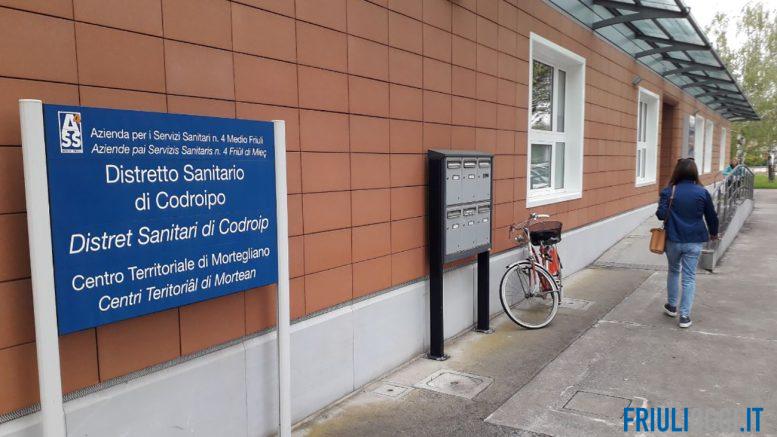 ASS
Azienda per i Servizi Sanitari n. 4 Medio Friuli
Aziende pai Servizis Sanitaris n. 4 Friûl di Mieç
Distretto Sanitario
di Codroipo
Distret Sanitari di Codroip
Centro Territoriale di Mortegliano
Centri Teritoriâl di Mortean
FRIULIOGGI.IT